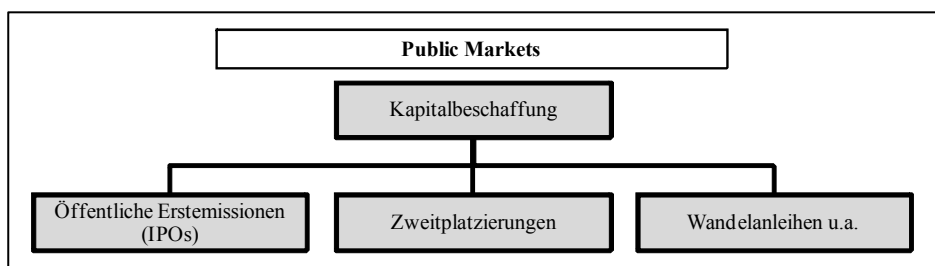 Public Markets
Kapitalbeschaffung
Öffentliche Erstemissionen
(IPOs)
Zweitplatzierungen
Wandelanleihen u.a.